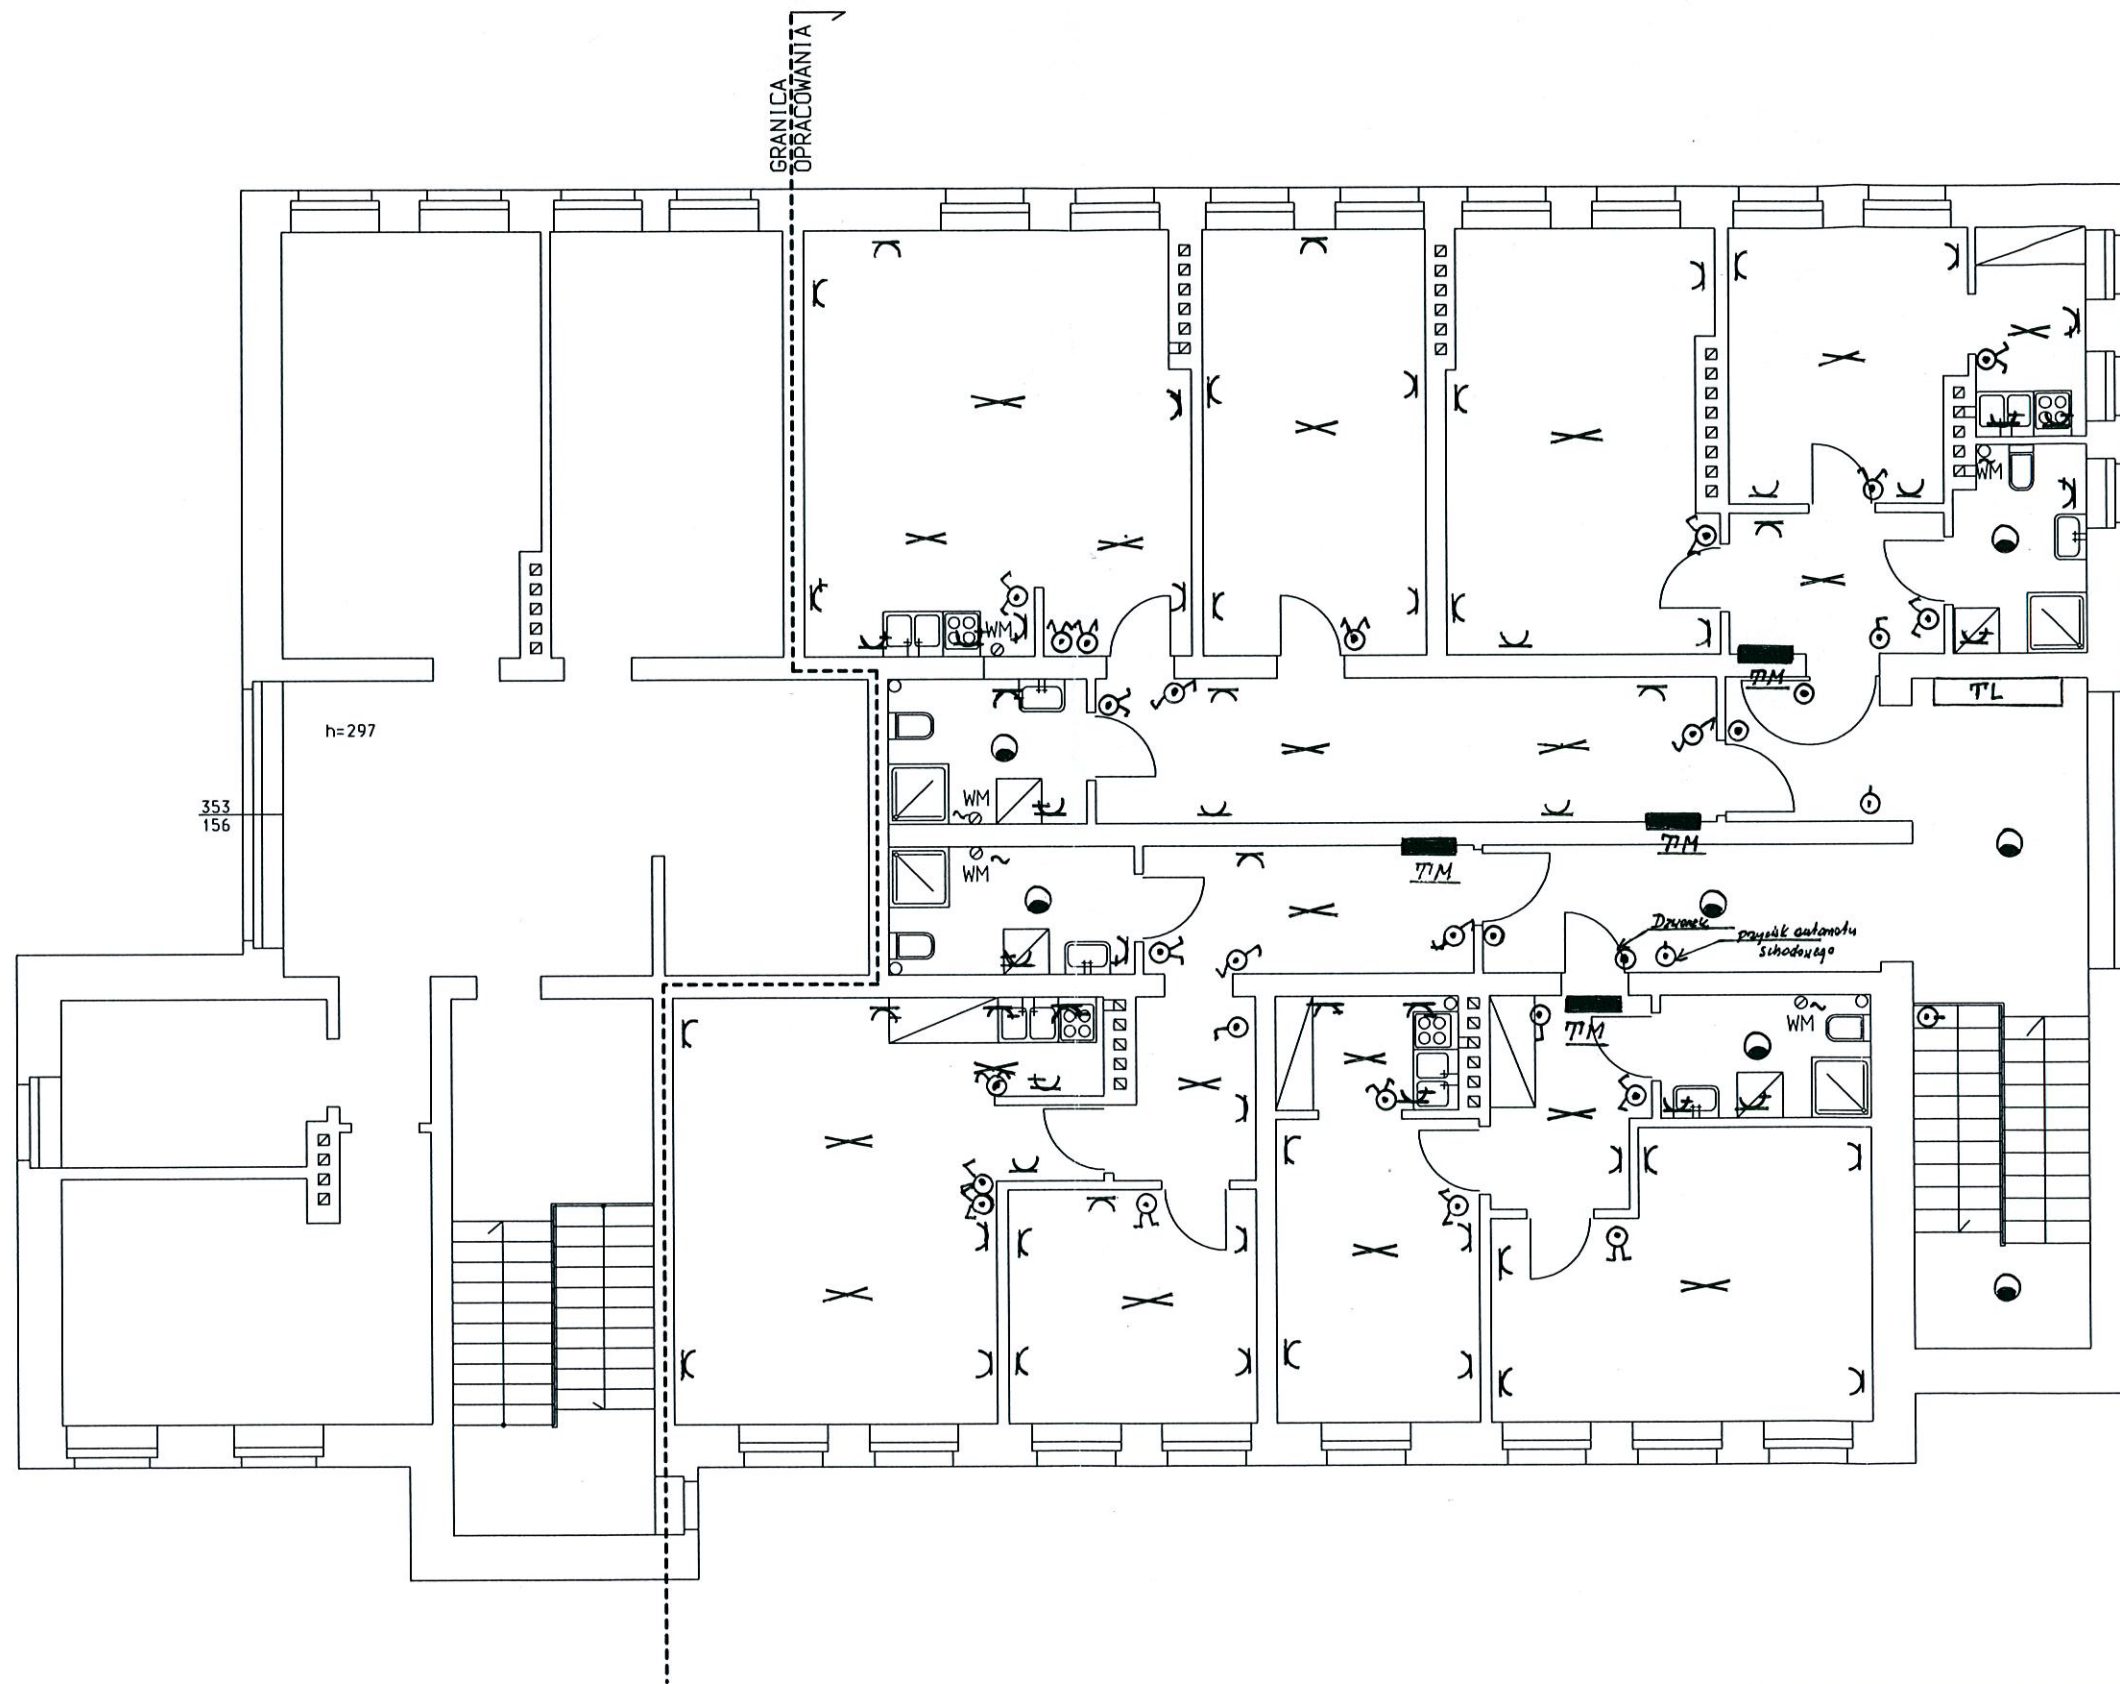 GRANICA
OPRACOWANIA
WM
WM
TM
TL
h=297
WM
353
156
TM
TM
WM
Dzwonek
przycisk automatu
schodowego
TM
WM